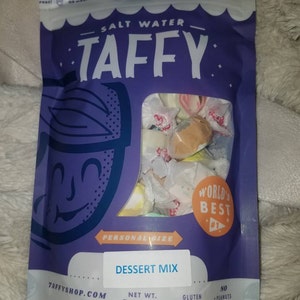 SALT WATER
TAFFY
WORLD'S
BEST
PERSONAL SIZE
DESSERT MIX
TAFFYSHOP.COM
NET WT.
GLUTEN
NO